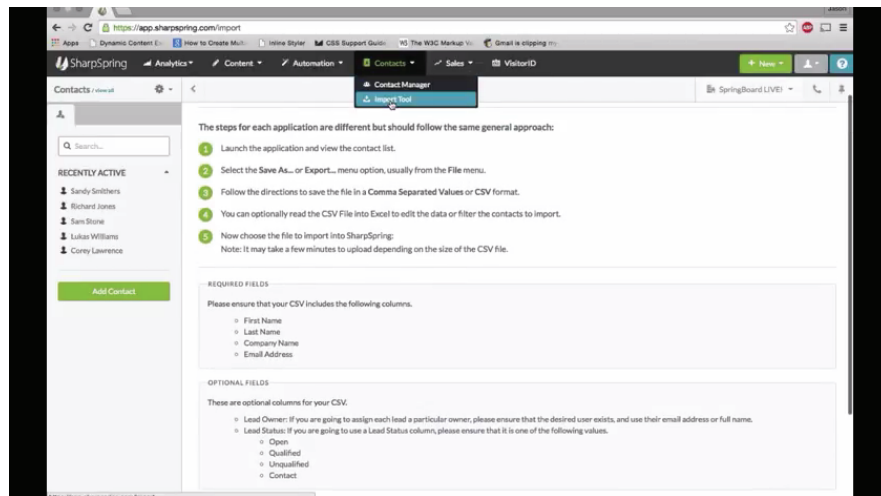 Jason
https://app.sharpspring.com/import
Apps Dynamic Content Ex How to Create Multi Inline Styler CSS Support Guide The W3C Markup Va Gmail is clipping my
SharpSpring Analytics Content Automation Contacts Sales VisitorID + New
Contacts / view all
Contact Manager
Import Tool
SpringBoard LIVE!
Search...
RECENTLY ACTIVE
Sandy Smithers
Richard Jones
Sam Stone
Lukas Williams
Corey Lawrence
Add Contact
The steps for each application are different but should follow the same general approach:
1 Launch the application and view the contact list.
2 Select the Save As... or Export... menu option, usually from the File menu.
3 Follow the directions to save the file in a Comma Separated Values or CSV format.
4 You can optionally read the CSV File into Excel to edit the data or filter the contacts to import.
5 Now choose the file to import into SharpSpring:
Note: It may take a few minutes to upload depending on the size of the CSV file.
REQUIRED FIELDS
Please ensure that your CSV includes the following columns.
First Name
Last Name
Company Name
Email Address
OPTIONAL FIELDS
These are optional columns for your CSV.
Lead Owner: If you are going to assign each lead a particular owner, please ensure that the desired user exists, and use their email address or full name.
Lead Status: If you are going to use a Lead Status column, please ensure that it is one of the following values.
Open
Qualified
Unqualified
Contact